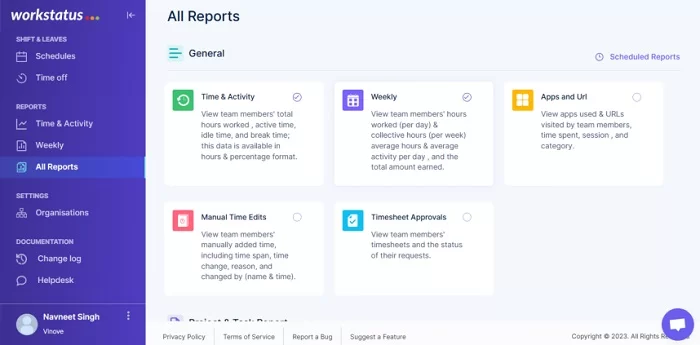 workstatus
SHIFT & LEAVES
Schedules
Time off
REPORTS
Time & Activity
Weekly
All Reports
SETTINGS
Organisations
DOCUMENTATION
Change log
Helpdesk
Navneet Singh
Vinove
All Reports
General
Scheduled Reports
Time & Activity
View team members' total
hours worked , active time,
idle time, and break time;
this data is available in
hours & percentage format.
Weekly
View team members' hours
worked (per day) &
collective hours (per week)
average hours & average
activity per day , and the
total amount earned.
Apps and Url
View apps used & URLs
visited by team members,
time spent, session , and
category.
Manual Time Edits
View team members'
manually added time,
including time span, time
change, reason, and
changed by (name & time).
Timesheet Approvals
View team members'
timesheets and the status
of their requests.
Project & Task Report
Privacy Policy
Terms of Service
Report a Bug
Suggest a Feature
Copyright © 2023. All Rights